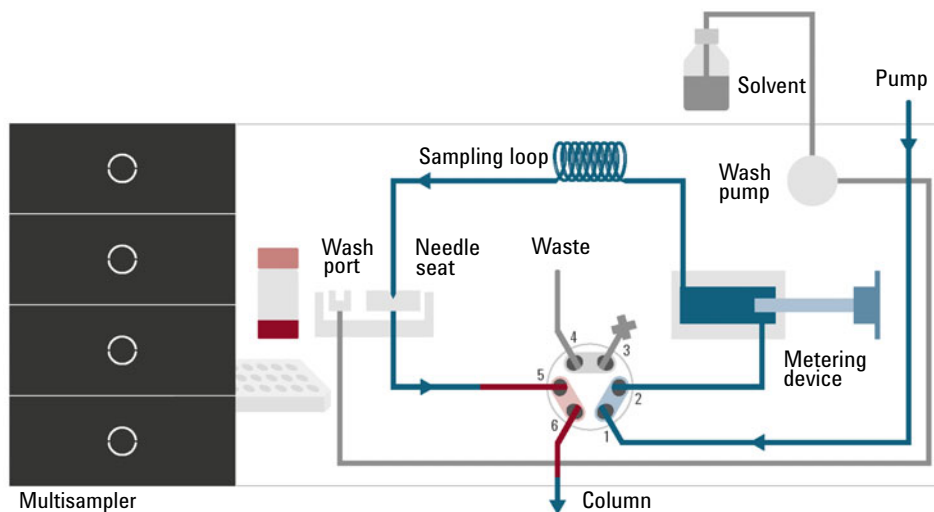 Solvent
Pump
Sampling loop
Wash
pump
Wash
port
Needle
seat
Waste
4
3
5
2
6
1
Metering
device
Multisampler
Column